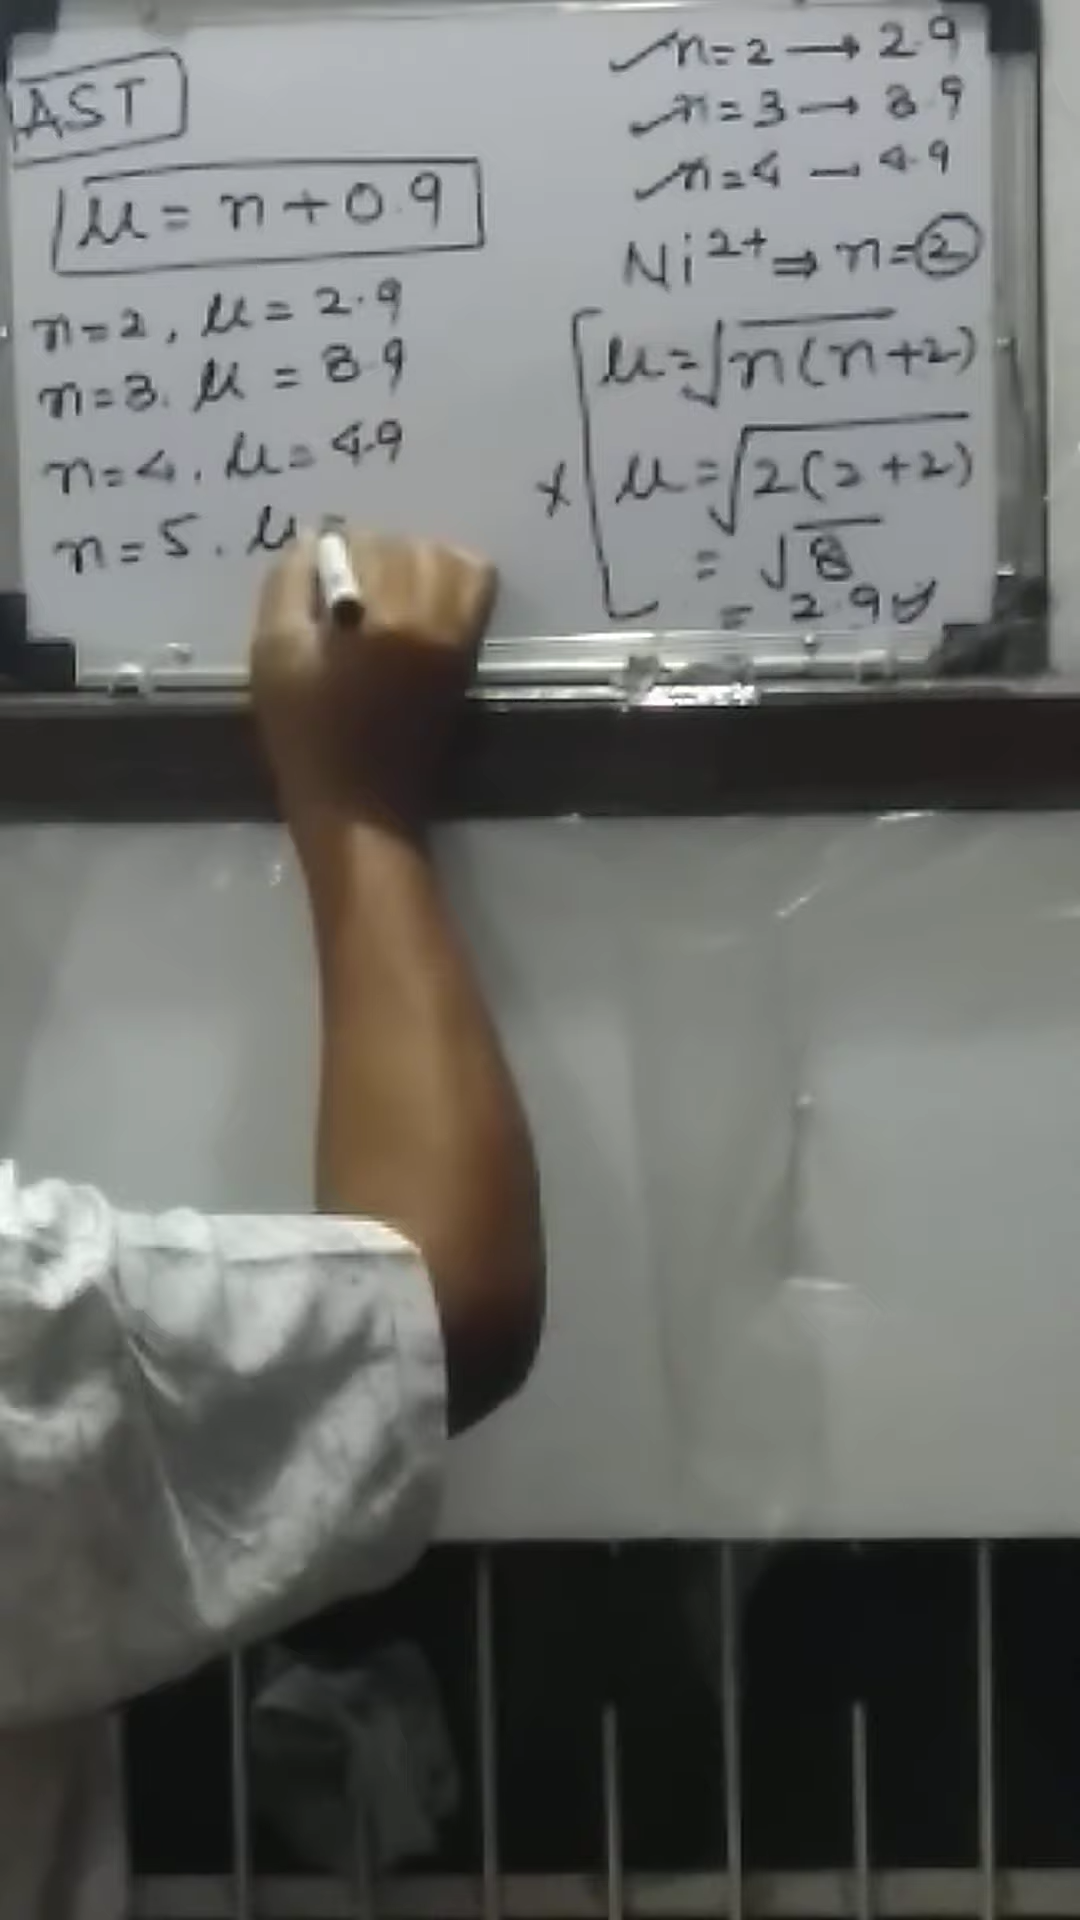 AST
μ = n + 0.9
n = 2, μ = 2.9
n = 3. μ = 3.9
n = 4. μ = 4.9
n = 5. μ =
✓n = 2 → 2.9
✓n = 3 → 3.9
✓n = 4 — 4.9
Ni²⁺ ⇒ n = 2
μ = √n(n+2)
× μ = √2(2+2)
= √8
= 2.9